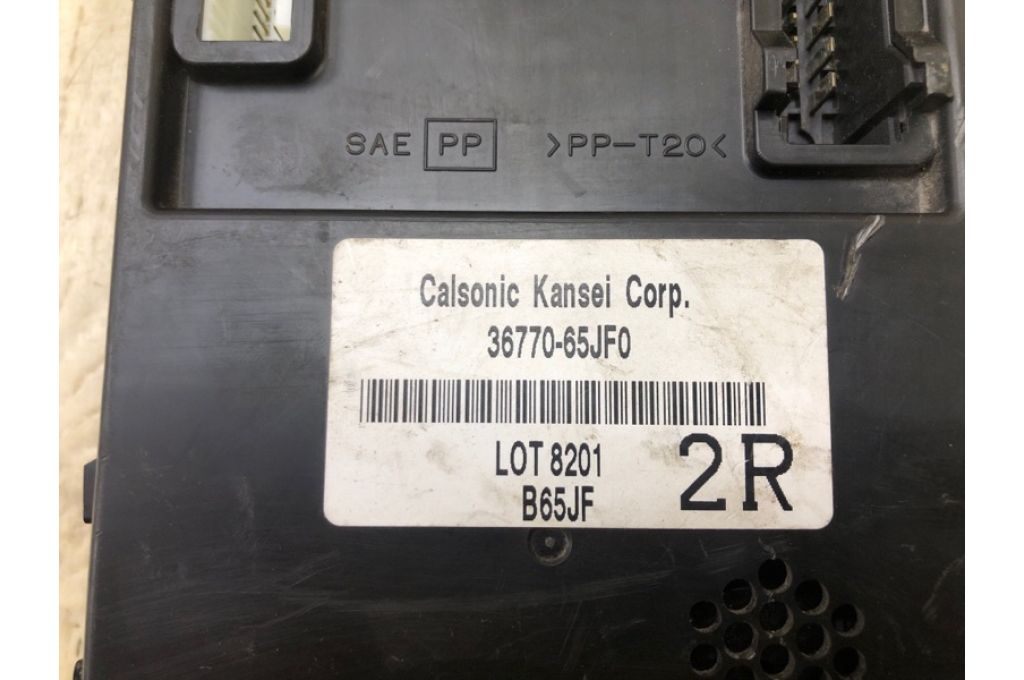 SAE PP >PP-T20<
Calsonic Kansei Corp.
36770-65JF0
LOT 8201
B65JF
2R